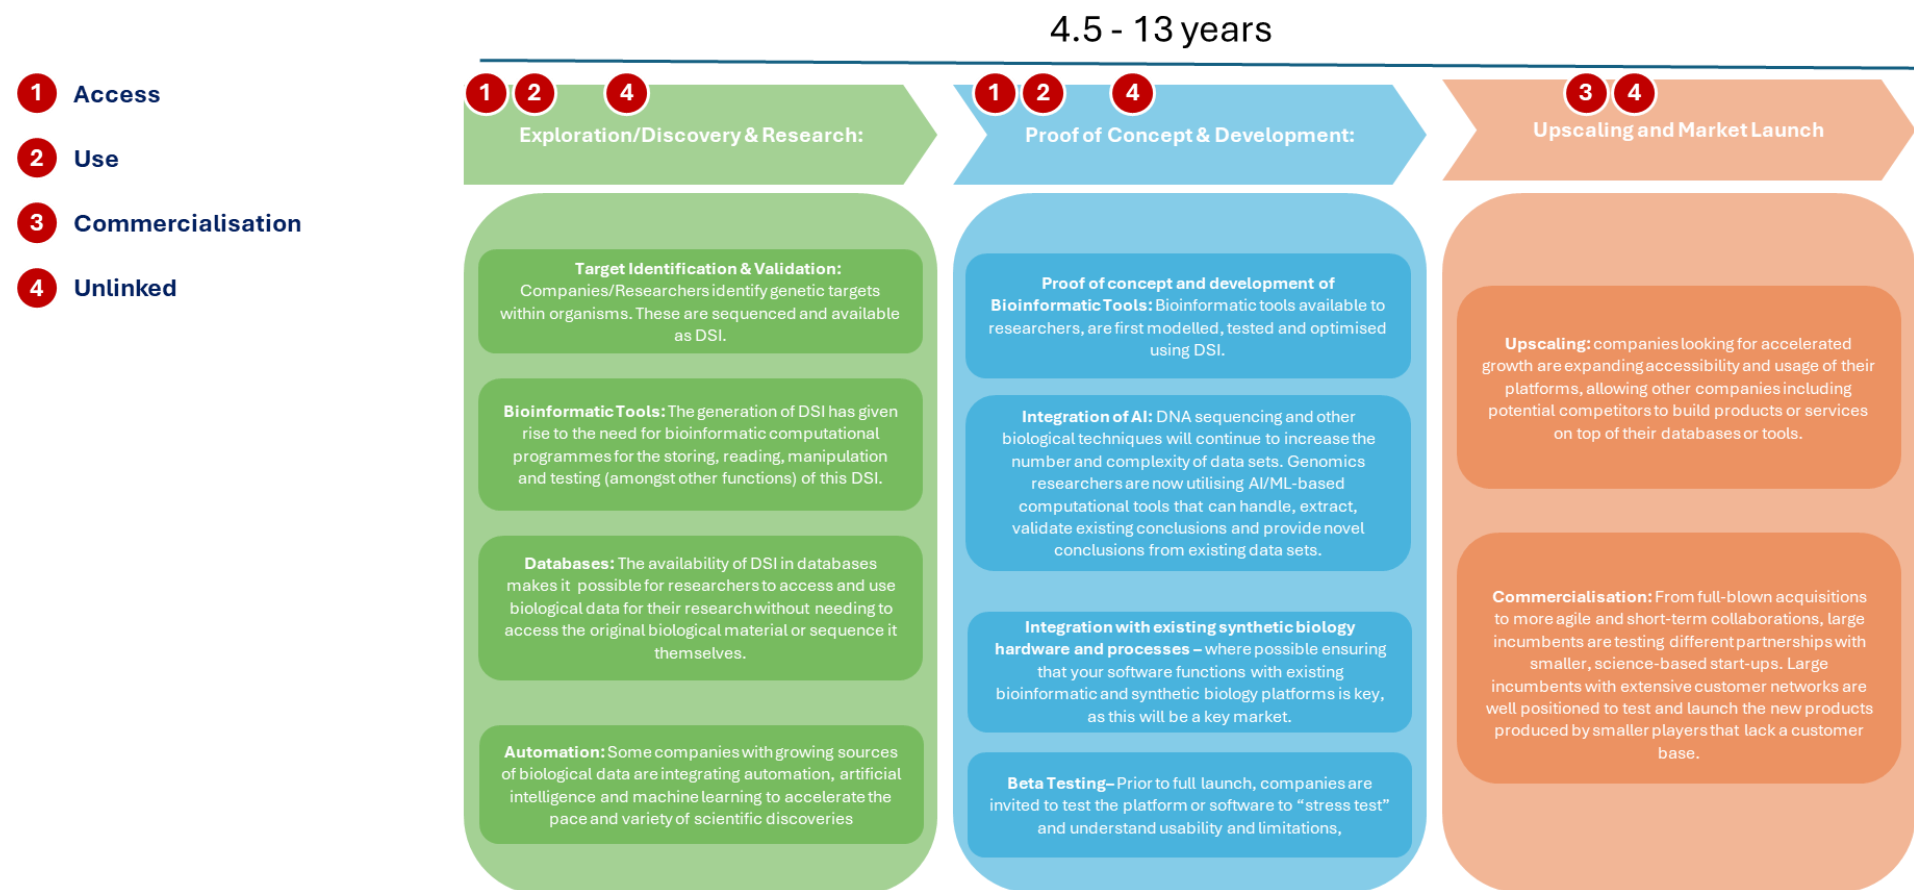 4.5 - 13 years
1 Access
2 Use
3 Commercialisation
4 Unlinked
1 2 4
Exploration/Discovery & Research:
Target Identification & Validation:
Companies/Researchers identify genetic targets
within organisms. These are sequenced and available
as DSI.
Bioinformatic Tools: The generation of DSI has given
rise to the need for bioinformatic computational
programmes for the storing, reading, manipulation
and testing (amongst other functions) of this DSI.
Databases: The availability of DSI in databases
makes it possible for researchers to access and use
biological data for their research without needing to
access the original biological material or sequence it
themselves.
Automation: Some companies with growing sources
of biological data are integrating automation, artificial
intelligence and machine learning to accelerate the
pace and variety of scientific discoveries
1 2 4
Proof of Concept & Development:
Proof of concept and development of
Bioinformatic Tools: Bioinformatic tools available to
researchers, are first modelled, tested and optimised
using DSI.
Integration of AI: DNA sequencing and other
biological techniques will continue to increase the
number and complexity of data sets. Genomics
researchers are now utilising AI/ML-based
computational tools that can handle, extract,
validate existing conclusions and provide novel
conclusions from existing data sets.
Integration with existing synthetic biology
hardware and processes – where possible ensuring
that your software functions with existing
bioinformatic and synthetic biology platforms is key,
as this will be a key market.
Beta Testing– Prior to full launch, companies are
invited to test the platform or software to “stress test”
and understand usability and limitations,
3 4
Upscaling and Market Launch
Upscaling: companies looking for accelerated
growth are expanding accessibility and usage of their
platforms, allowing other companies including
potential competitors to build products or services
on top of their databases or tools.
Commercialisation: From full-blown acquisitions
to more agile and short-term collaborations, large
incumbents are testing different partnerships with
smaller, science-based start-ups. Large
incumbents with extensive customer networks are
well positioned to test and launch the new products
produced by smaller players that lack a customer
base.